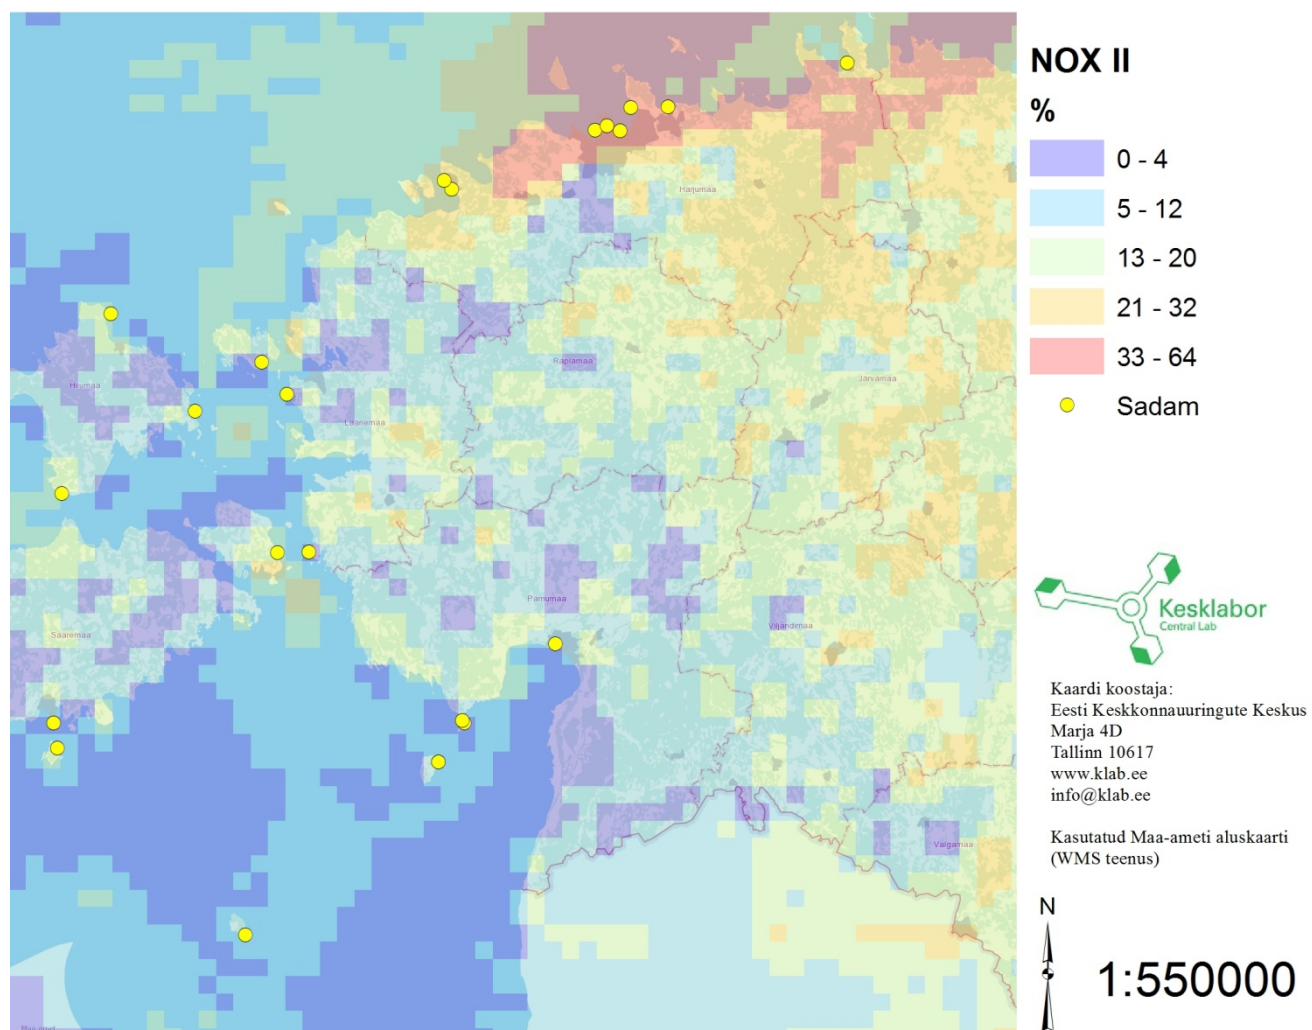 NOX II
%
0 - 4
5 - 12
13 - 20
21 - 32
33 - 64
Sadam
Harjumaa
Raplamaa
Järvamaa
Hiiumaa
Läänemaa
Pärnumaa
Viljandimaa
Saaremaa
Valgamaa
Maa-amet
Kesklabor
Central Lab
Kaardi koostaja:
Eesti Keskkonnauuringute Keskus
Marja 4D
Tallinn 10617
www.klab.ee
info@klab.ee
Kasutatud Maa-ameti aluskaarti
(WMS teenus)
N
1:550000